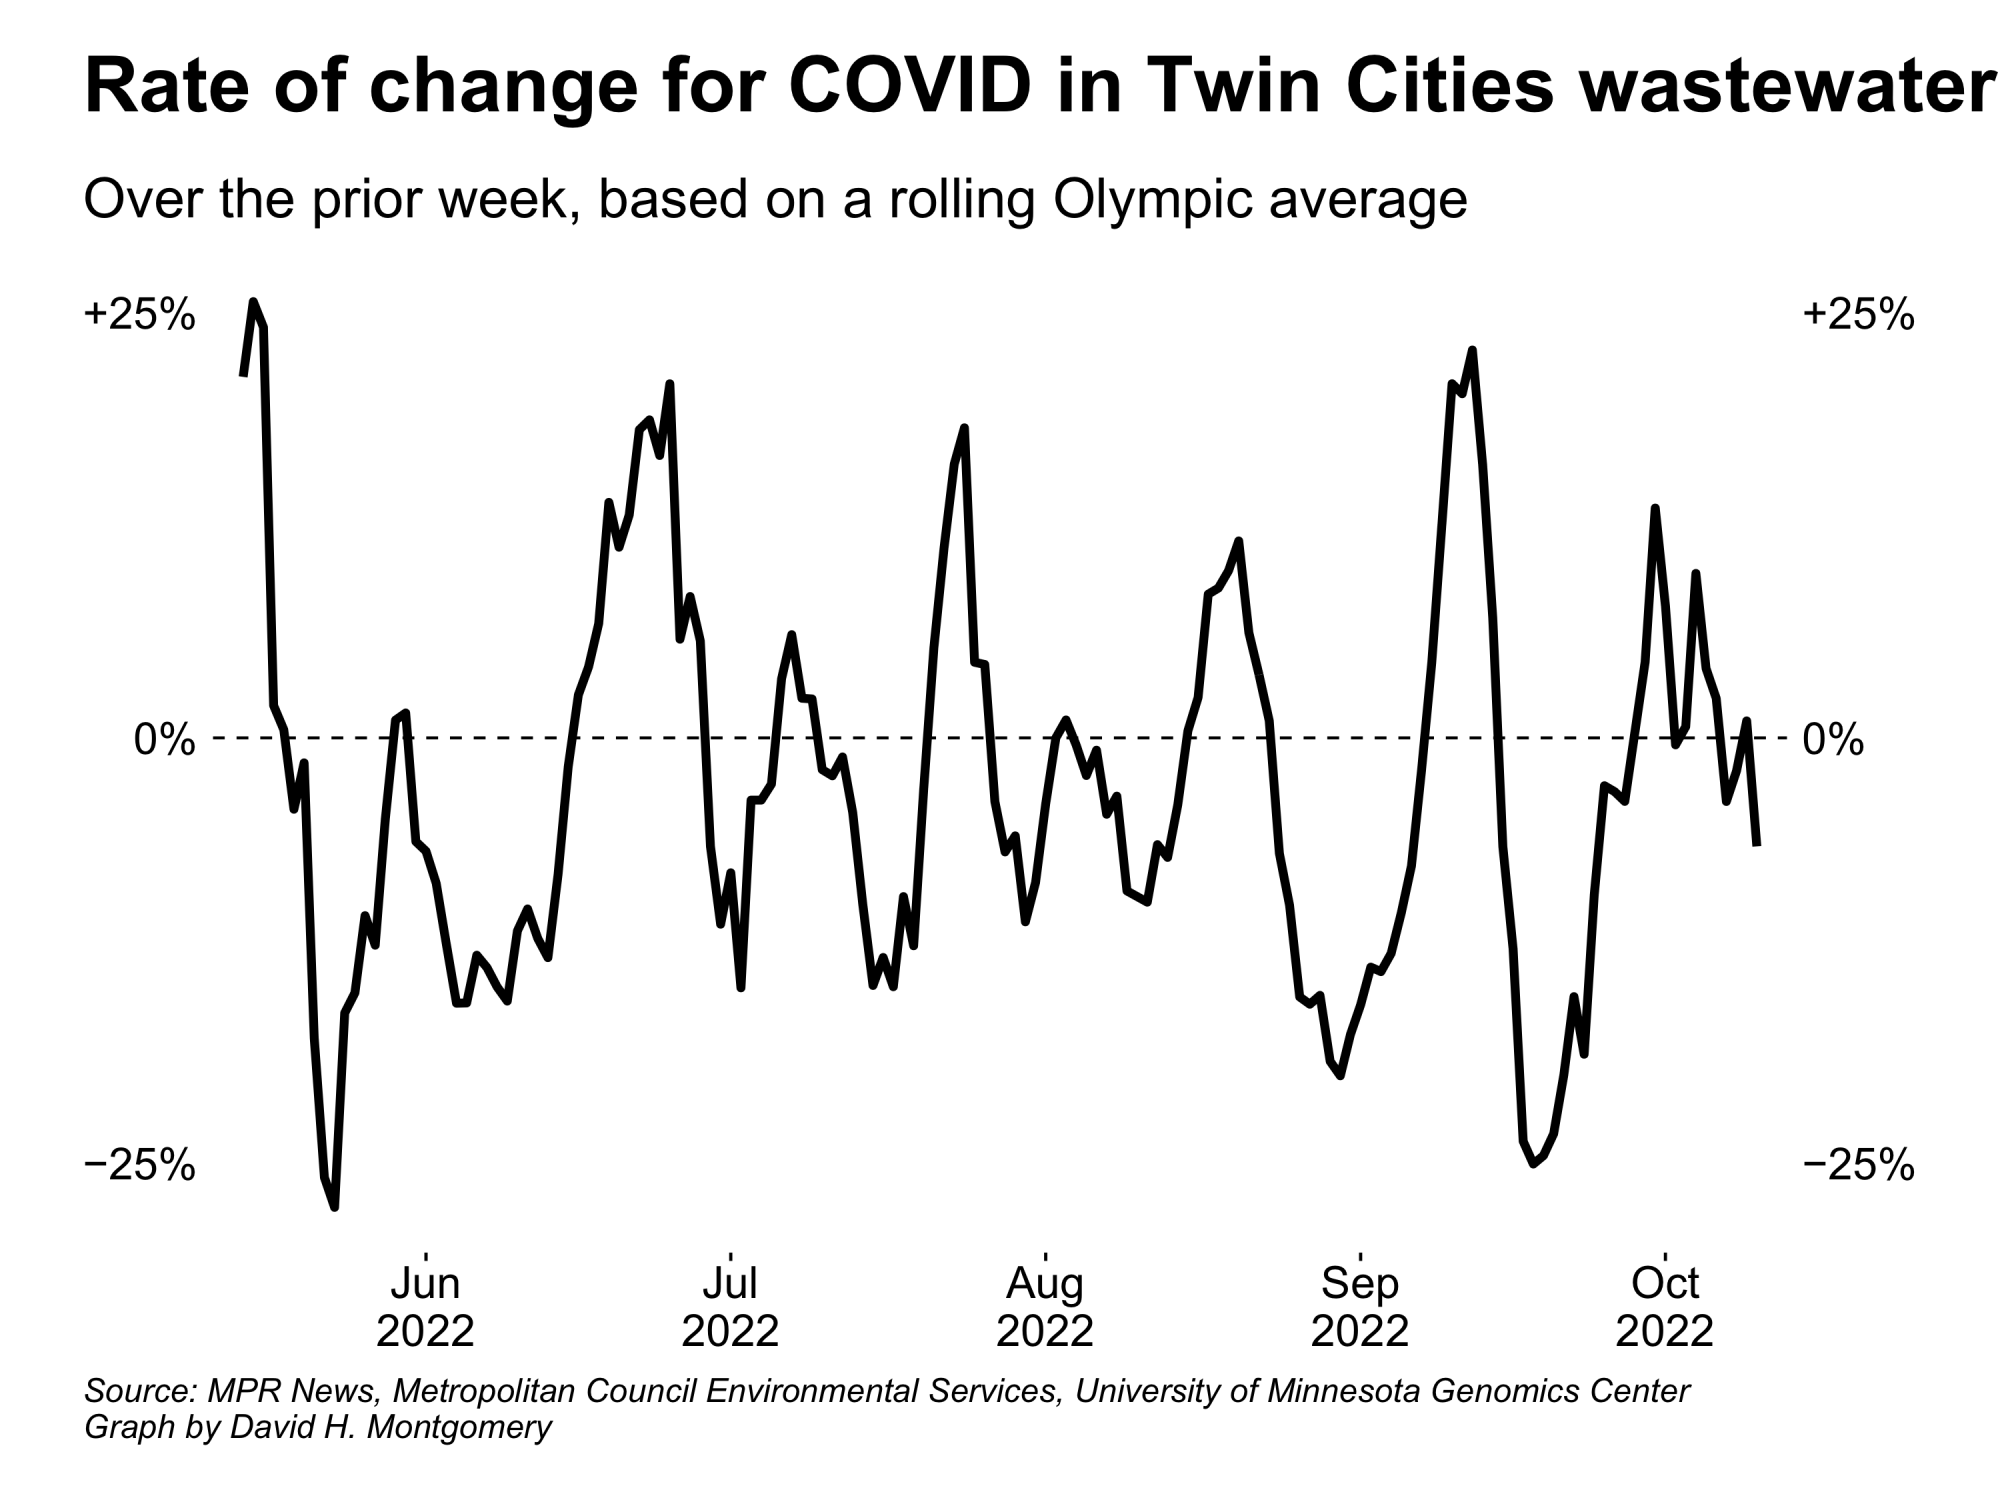 Rate of change for COVID in Twin Cities wastewater
Over the prior week, based on a rolling Olympic average
+25% +25%
0% 0%
−25% −25%
Jun Jul Aug Sep Oct
2022 2022 2022 2022 2022
Source: MPR News, Metropolitan Council Environmental Services, University of Minnesota Genomics Center
Graph by David H. Montgomery